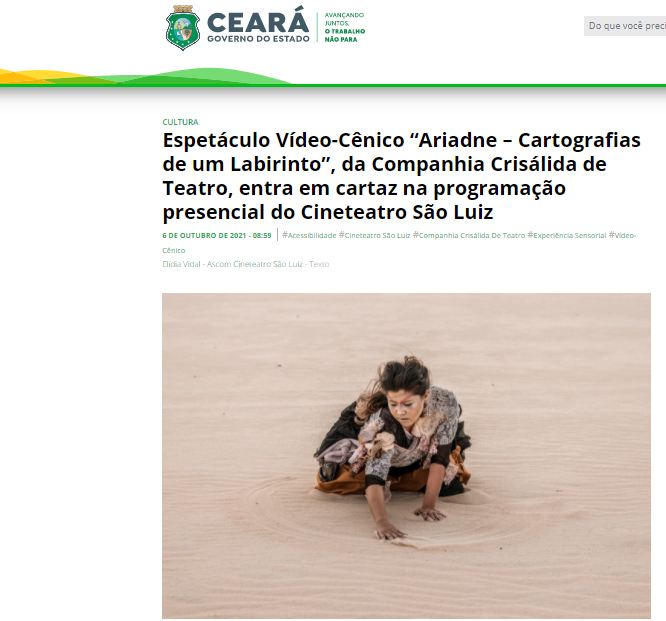 CEARÁ
GOVERNO DO ESTADO
AVANÇANDO
JUNTOS,
O TRABALHO
NÃO PARA
Do que você preci
CULTURA
Espetáculo Vídeo-Cênico “Ariadne – Cartografias
de um Labirinto”, da Companhia Crisálida de
Teatro, entra em cartaz na programação
presencial do Cineteatro São Luiz
6 DE OUTUBRO DE 2021 - 08:59 #Acessibilidade #Cineteatro São Luiz #Companhia Crisálida De Teatro #Experiência Sensorial #Vídeo-
Cênico
Elídia Vidal - Ascom Cineteatro São Luiz - Texto